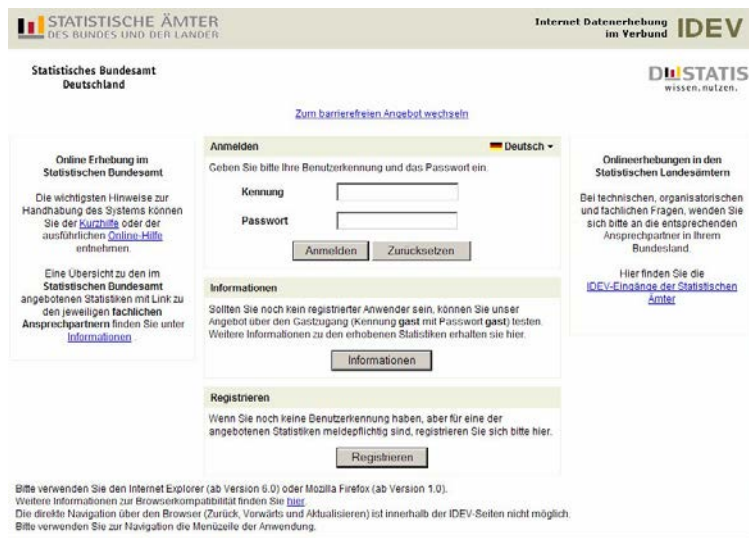 STATISTISCHE ÄMTER
DES BUNDES UND DER LÄNDER
Internet Datenerhebung
im Verbund
IDEV
Statistisches Bundesamt
Deutschland
DESTATIS
wissen.nutzen.
Zum barrierefreien Angebot wechseln
Online Erhebung im
Statistischen Bundesamt
Die wichtigsten Hinweise zur
Handhabung des Systems können
Sie der Kurzhilfe oder der
ausführlichen Online-Hilfe
entnehmen.
Eine Übersicht zu den im
Statistischen Bundesamt
angebotenen Statistiken mit Link zu
den jeweiligen fachlichen
Ansprechpartnern finden Sie unter
Informationen .
Anmelden
Deutsch
Geben Sie bitte Ihre Benutzerkennung und das Passwort ein.
Kennung
Passwort
Anmelden Zurücksetzen
Informationen
Sollten Sie noch kein registrierter Anwender sein, können Sie unser
Angebot über den Gastzugang (Kennung gast mit Passwort gast) testen.
Weitere Informationen zu den erhobenen Statistiken erhalten sie hier.
Informationen
Registrieren
Wenn Sie noch keine Benutzerkennung haben, aber für eine der
angebotenen Statistiken meldepflichtig sind, registrieren Sie sich bitte hier.
Registrieren
Onlineerhebungen in den
Statistischen Landesämtern
Bei technischen, organisatorischen
und fachlichen Fragen, wenden Sie
sich bitte an die entsprechenden
Ansprechpartner in Ihrem
Bundesland.
Hier finden Sie die
IDEV-Eingänge der Statistischen
Ämter
Bitte verwenden Sie den Internet Explorer (ab Version 6.0) oder Mozilla Firefox (ab Version 1.0).
Weitere Informationen zur Browserkompatibilität finden Sie hier.
Die direkte Navigation über den Browser (Zurück, Vorwärts und Aktualisieren) ist innerhalb der IDEV-Seiten nicht möglich.
Bitte verwenden Sie zur Navigation die Menüzeile der Anwendung.